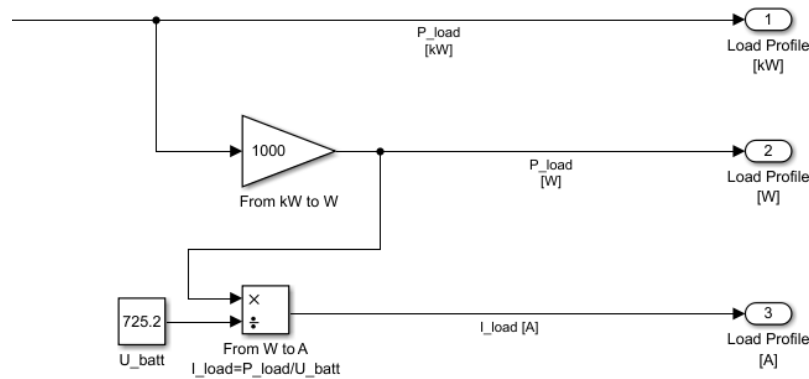 1
P_load
[kW]
Load Profile
[kW]
1000
From kW to W
2
P_load
[W]
Load Profile
[W]
725.2
U_batt
×
÷
From W to A
I_load=P_load/U_batt
I_load [A]
3
Load Profile
[A]